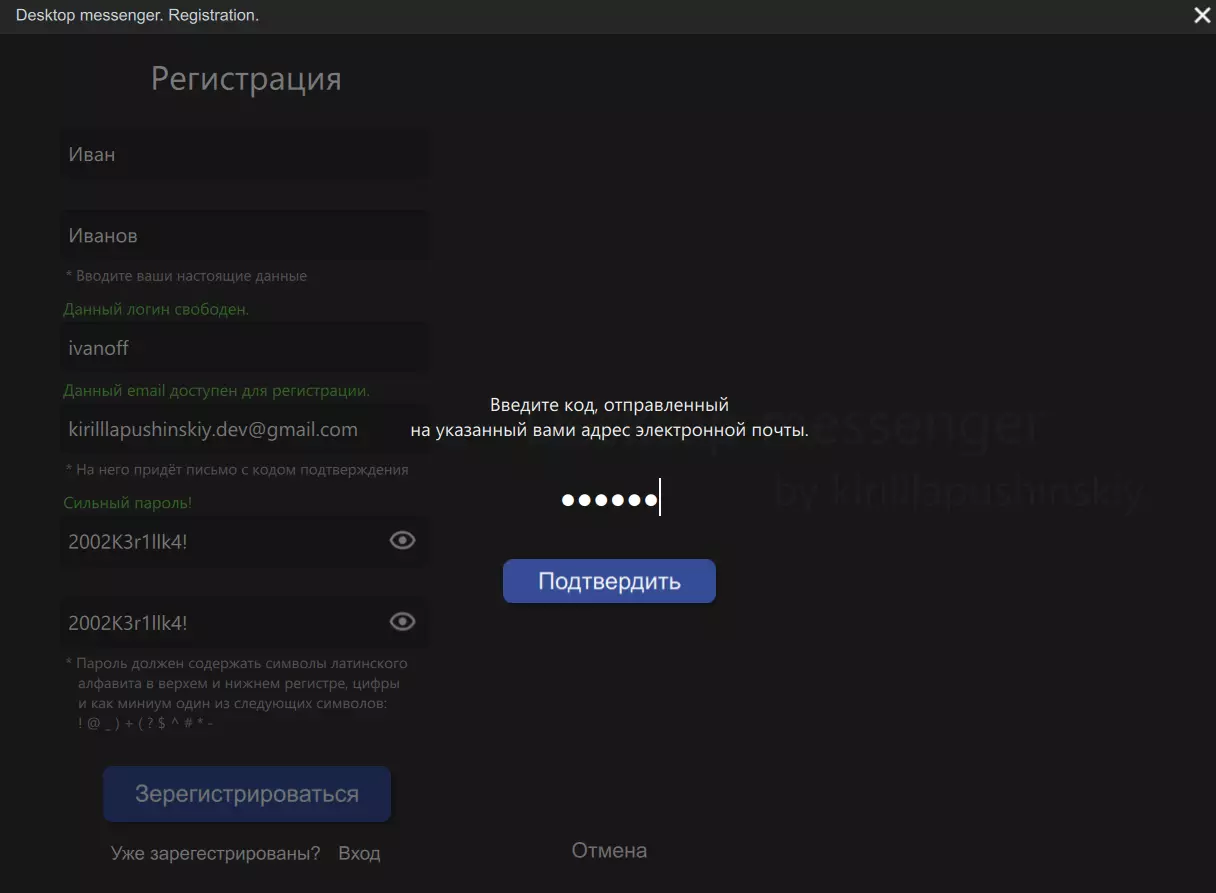 Desktop messenger. Registration.
Регистрация
Иван
Иванов
* Вводите ваши настоящие данные
Данный логин свободен.
ivanoff
Данный email доступен для регистрации.
kirilllapushinskiy.dev@gmail.com
* На него придёт письмо с кодом подтверждения
Сильный пароль!
2002K3r1llk4!
2002K3r1llk4!
* Пароль должен содержать символы латинского
алфавита в верхем и нижнем регистре, цифры
и как миниум один из следующих символов:
! @ _ ) + ( ? $ ^ # * -
Зерегистрироваться
Уже зарегестрированы? Вход
Введите код, отправленный
на указанный вами адрес электронной почты.
●●●●●●
Подтвердить
Отмена
messenger
by kirilllapushinskiy